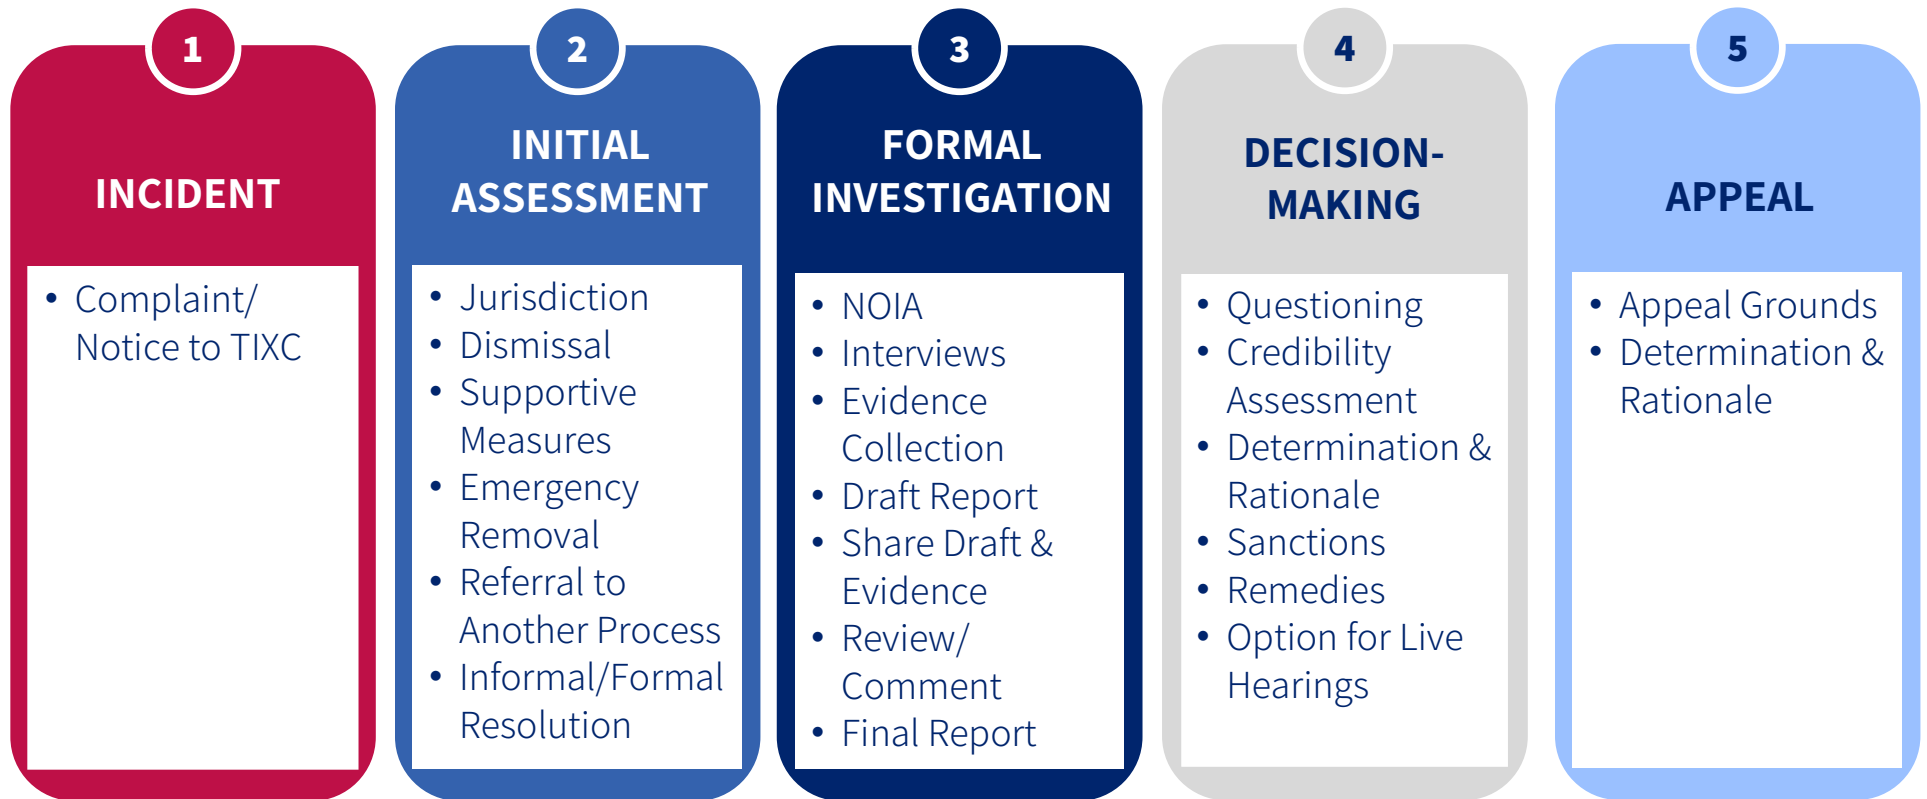 1
INCIDENT
• Complaint/
Notice to TIXC
2
INITIAL
ASSESSMENT
• Jurisdiction
• Dismissal
• Supportive
Measures
• Emergency
Removal
• Referral to
Another Process
• Informal/Formal
Resolution
3
FORMAL
INVESTIGATION
• NOIA
• Interviews
• Evidence
Collection
• Draft Report
• Share Draft &
Evidence
• Review/
Comment
• Final Report
4
DECISION-
MAKING
• Questioning
• Credibility
Assessment
• Determination &
Rationale
• Sanctions
• Remedies
• Option for Live
Hearings
5
APPEAL
• Appeal Grounds
• Determination &
Rationale